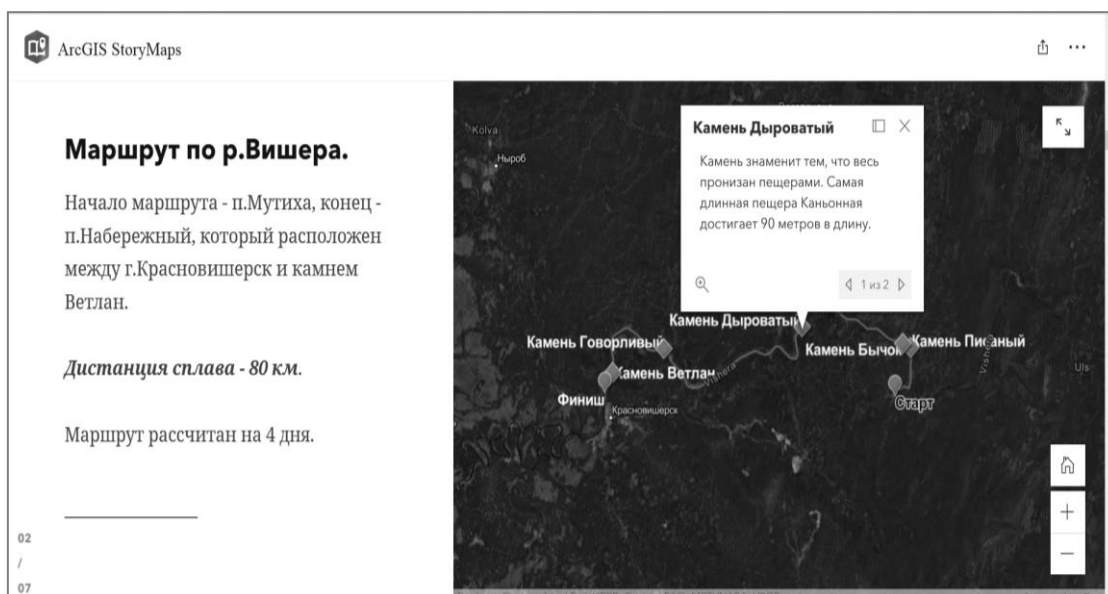 ArcGIS StoryMaps
Маршрут по р.Вишера.
Начало маршрута - п.Мутиха, конец -
п.Набережный, который расположен
между г.Красновишерск и камнем
Ветлан.
Дистанция сплава - 80 км.
Маршрут рассчитан на 4 дня.
02
/
07
Kolva
Ныроб
Камень Дыроватый
Камень знаменит тем, что весь
пронизан пещерами. Самая
длинная пещера Каньонная
достигает 90 метров в длину.
1 из 2
Камень Дыроватый
Камень Говорливый
Камень Бычок
Камень Писаный
Камень Ветлан
Vishera
Vishera
Uls
Финиш
Красновишерск
Старт